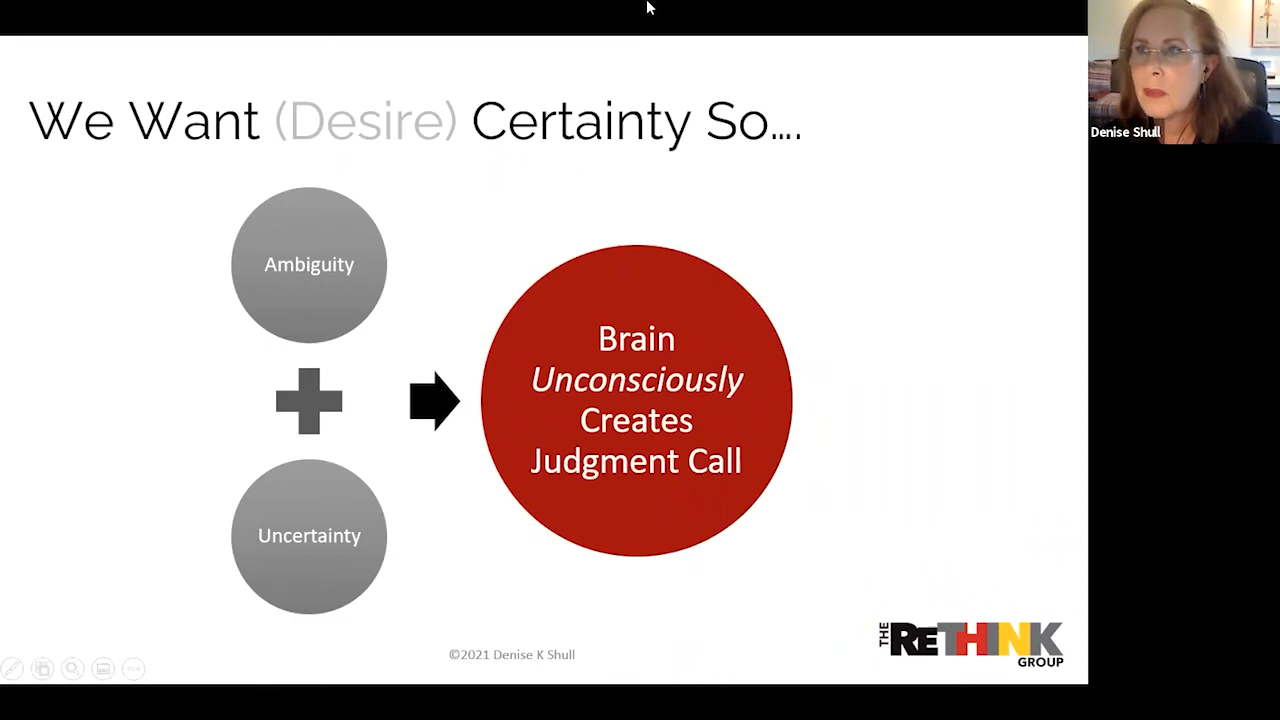 We Want (Desire) Certainty So....
Ambiguity
Uncertainty
Brain
Unconsciously
Creates
Judgment Call
©2021 Denise K Shull
THE RETHINK
GROUP
Denise Shull